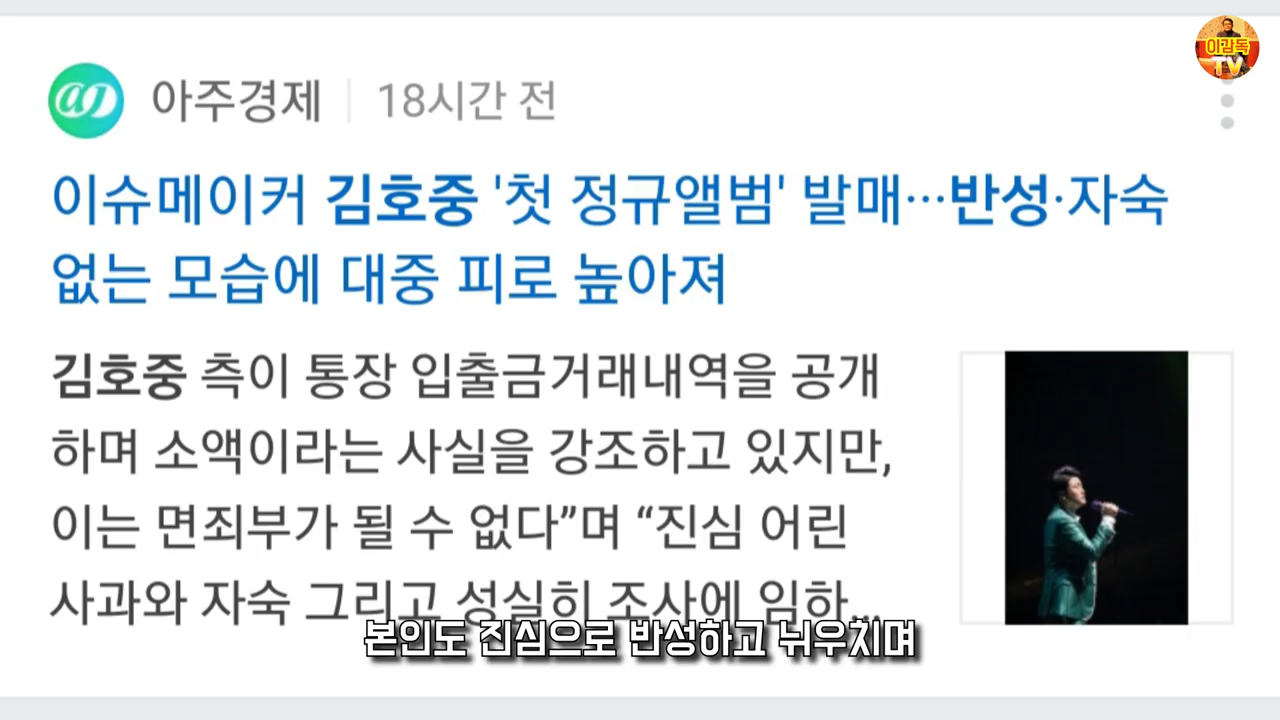 이감독
TV
아주경제 18시간 전
이슈메이커 김호중 '첫 정규앨범' 발매…반성·자숙
없는 모습에 대중 피로 높아져
김호중 측이 통장 입출금거래내역을 공개
하며 소액이라는 사실을 강조하고 있지만,
이는 면죄부가 될 수 없다”며 “진심 어린
사과와 자숙 그리고 성실히 조사에 임하...
본인도 진심으로 반성하고 뉘우치며